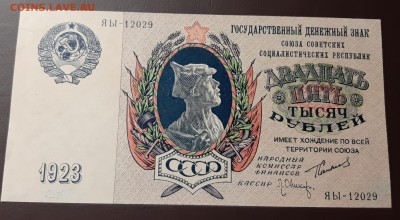 COINS.LAVE.RU
ЯЫ-12029
ГОСУДАРСТВЕННЫЙ ДЕНЕЖНЫЙ ЗНАК
СОЮЗА СОВЕТСКИХ
СОЦИАЛИСТИЧЕСКИХ РЕСПУБЛИК
ДВАДЦАТЬ
ПЯТЬ
ТЫСЯЧ
РУБЛЕЙ
ИМЕЕТ ХОЖДЕНИЕ ПО ВСЕЙ
ТЕРРИТОРИИ СОЮЗА
НАРОДНЫЙ
КОМИССАР
ФИНАНСОВ
КАССИР
1923
СССР
ЯЫ-12029